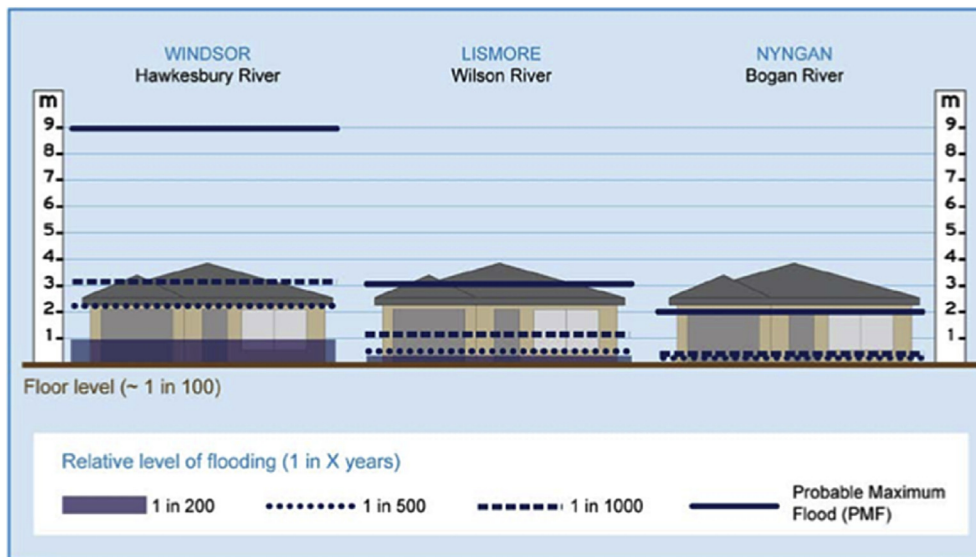 WINDSOR
Hawkesbury River
LISMORE
Wilson River
NYNGAN
Bogan River
m
9
8
7
6
5
4
3
2
1
m
9
8
7
6
5
4
3
2
1
Floor level (~ 1 in 100)
Relative level of flooding (1 in X years)
1 in 200
1 in 500
1 in 1000
Probable Maximum
Flood (PMF)